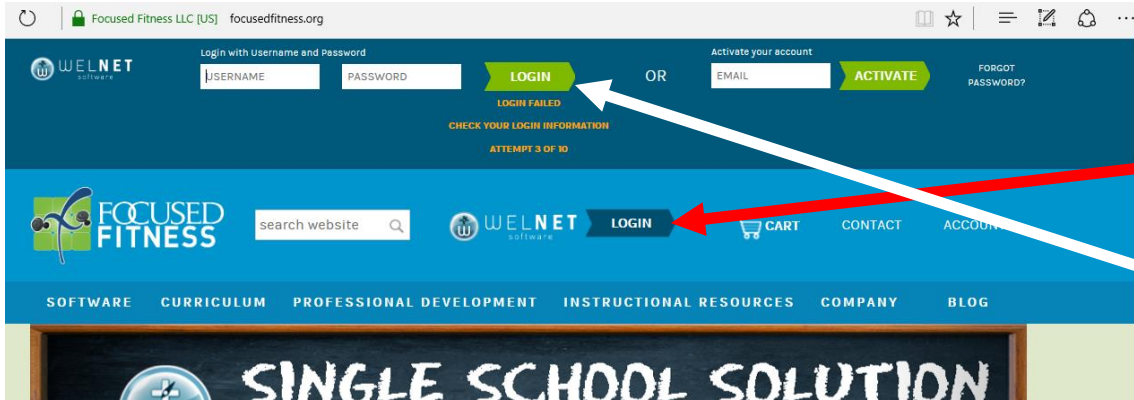 Focused Fitness LLC [US] focusedfitness.org
WELNET
software
Login with Username and Password
USERNAME PASSWORD LOGIN
LOGIN FAILED
CHECK YOUR LOGIN INFORMATION
ATTEMPT 3 OF 10
OR
Activate your account
EMAIL ACTIVATE
FORGOT
PASSWORD?
FOCUSED
FITNESS
search website
WELNET
software
LOGIN
CART CONTACT
SOFTWARE CURRICULUM PROFESSIONAL DEVELOPMENT INSTRUCTIONAL RESOURCES COMPANY BLOG
SINGLE SCHOOL SOLUTION